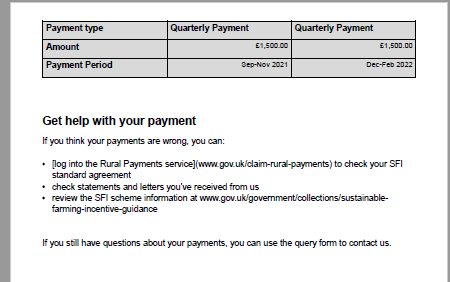 Payment type Quarterly Payment Quarterly Payment
Amount £1,500.00 £1,500.00
Payment Period Sep-Nov 2021 Dec-Feb 2022
Get help with your payment
If you think your payments are wrong, you can:
• [log into the Rural Payments service](www.gov.uk/claim-rural-payments) to check your SFI
standard agreement
• check statements and letters you've received from us
• review the SFI scheme information at www.gov.uk/government/collections/sustainable-
farming-incentive-guidance
If you still have questions about your payments, you can use the query form to contact us.